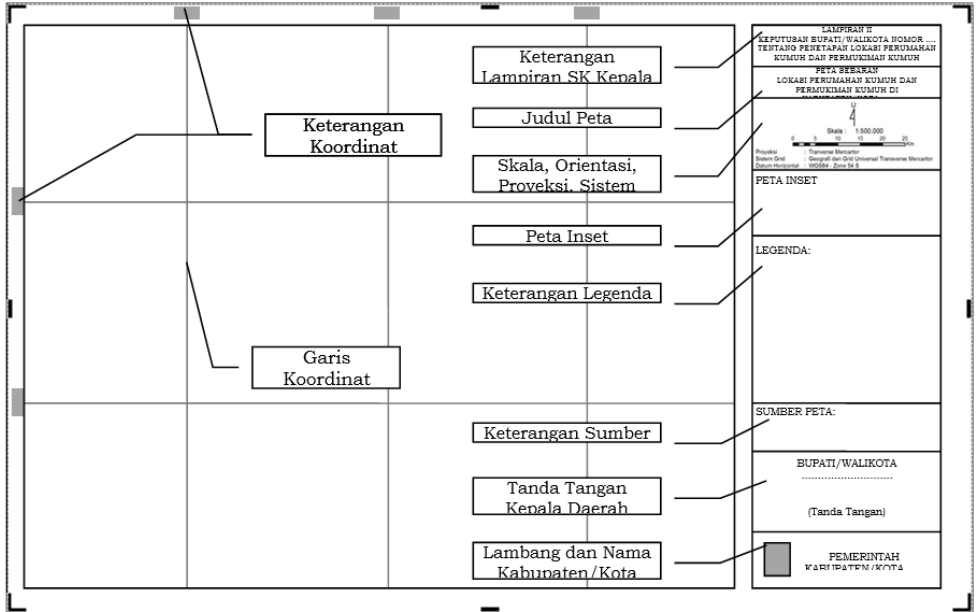 Keterangan
Koordinat
Garis
Koordinat
Keterangan
Lampiran SK Kepala
Judul Peta
Skala, Orientasi,
Proyeksi, Sistem
Peta Inset
Keterangan Legenda
Keterangan Sumber
Tanda Tangan
Kepala Daerah
Lambang dan Nama
Kabupaten/Kota
LAMPIRAN II
KEPUTUSAN BUPATI/WALIKOTA NOMOR ....
TENTANG PENETAPAN LOKASI PERUMAHAN
KUMUH DAN PERMUKIMAN KUMUH
PETA SEBARAN
LOKASI PERUMAHAN KUMUH DAN
PERMUKIMAN KUMUH DI
KABUPATEN/KOTA
U
Skala : 1:500,000
0 5 10 15 20 25
Km
Proyeksi : Tranverse Mercartor
Sistem Grid : Geografi dan Grid Universal Transverse Mercartor
Datum Horizontal : WGS84 - Zone 54 S
PETA INSET
LEGENDA:
SUMBER PETA:
BUPATI/WALIKOTA
...........................
(Tanda Tangan)
PEMERINTAH
KABUPATEN/KOTA